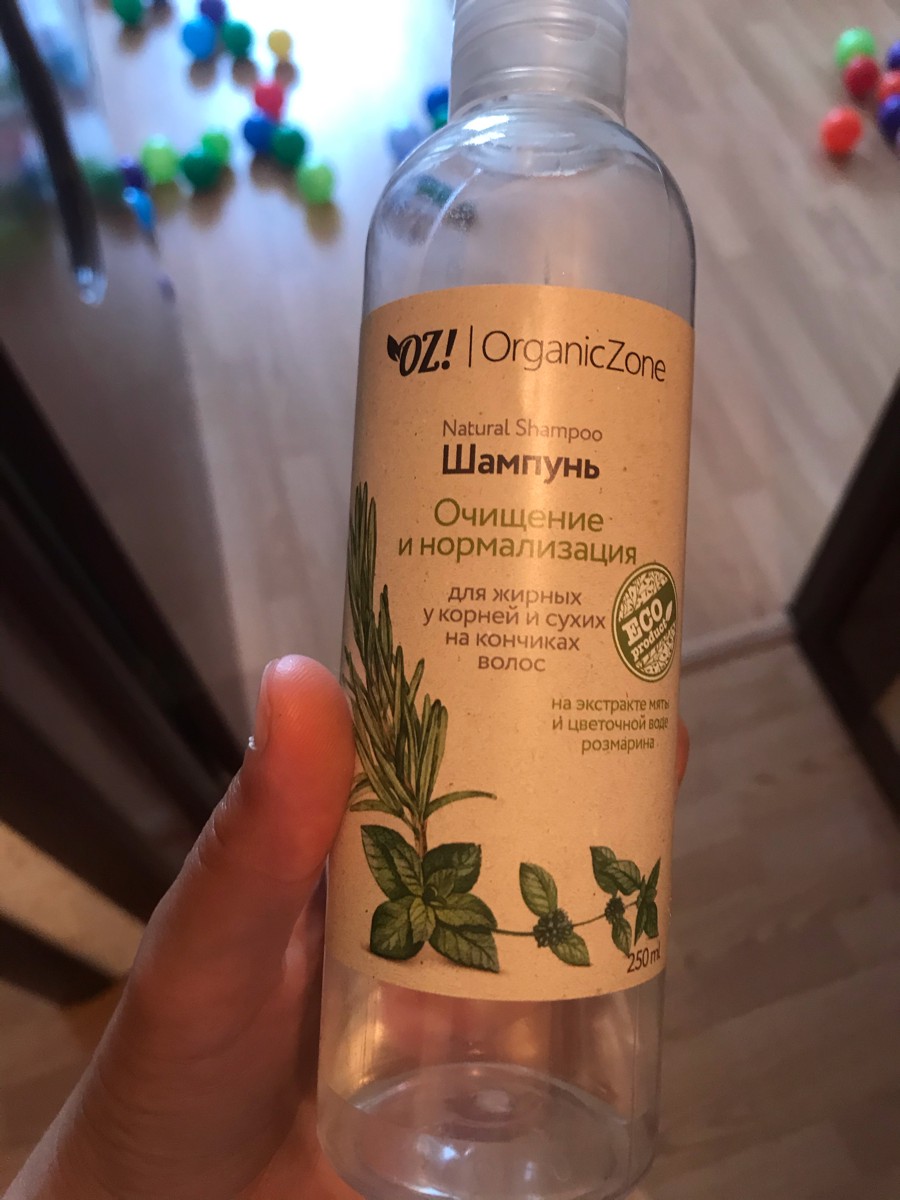 OZ! | OrganicZone
Natural Shampoo
Шампунь
Очищение
и нормализация
для жирных
у корней и сухих
на кончиках
волос
ECO
product
на экстракте мяты
и цветочной воде
розмарина
250 ml